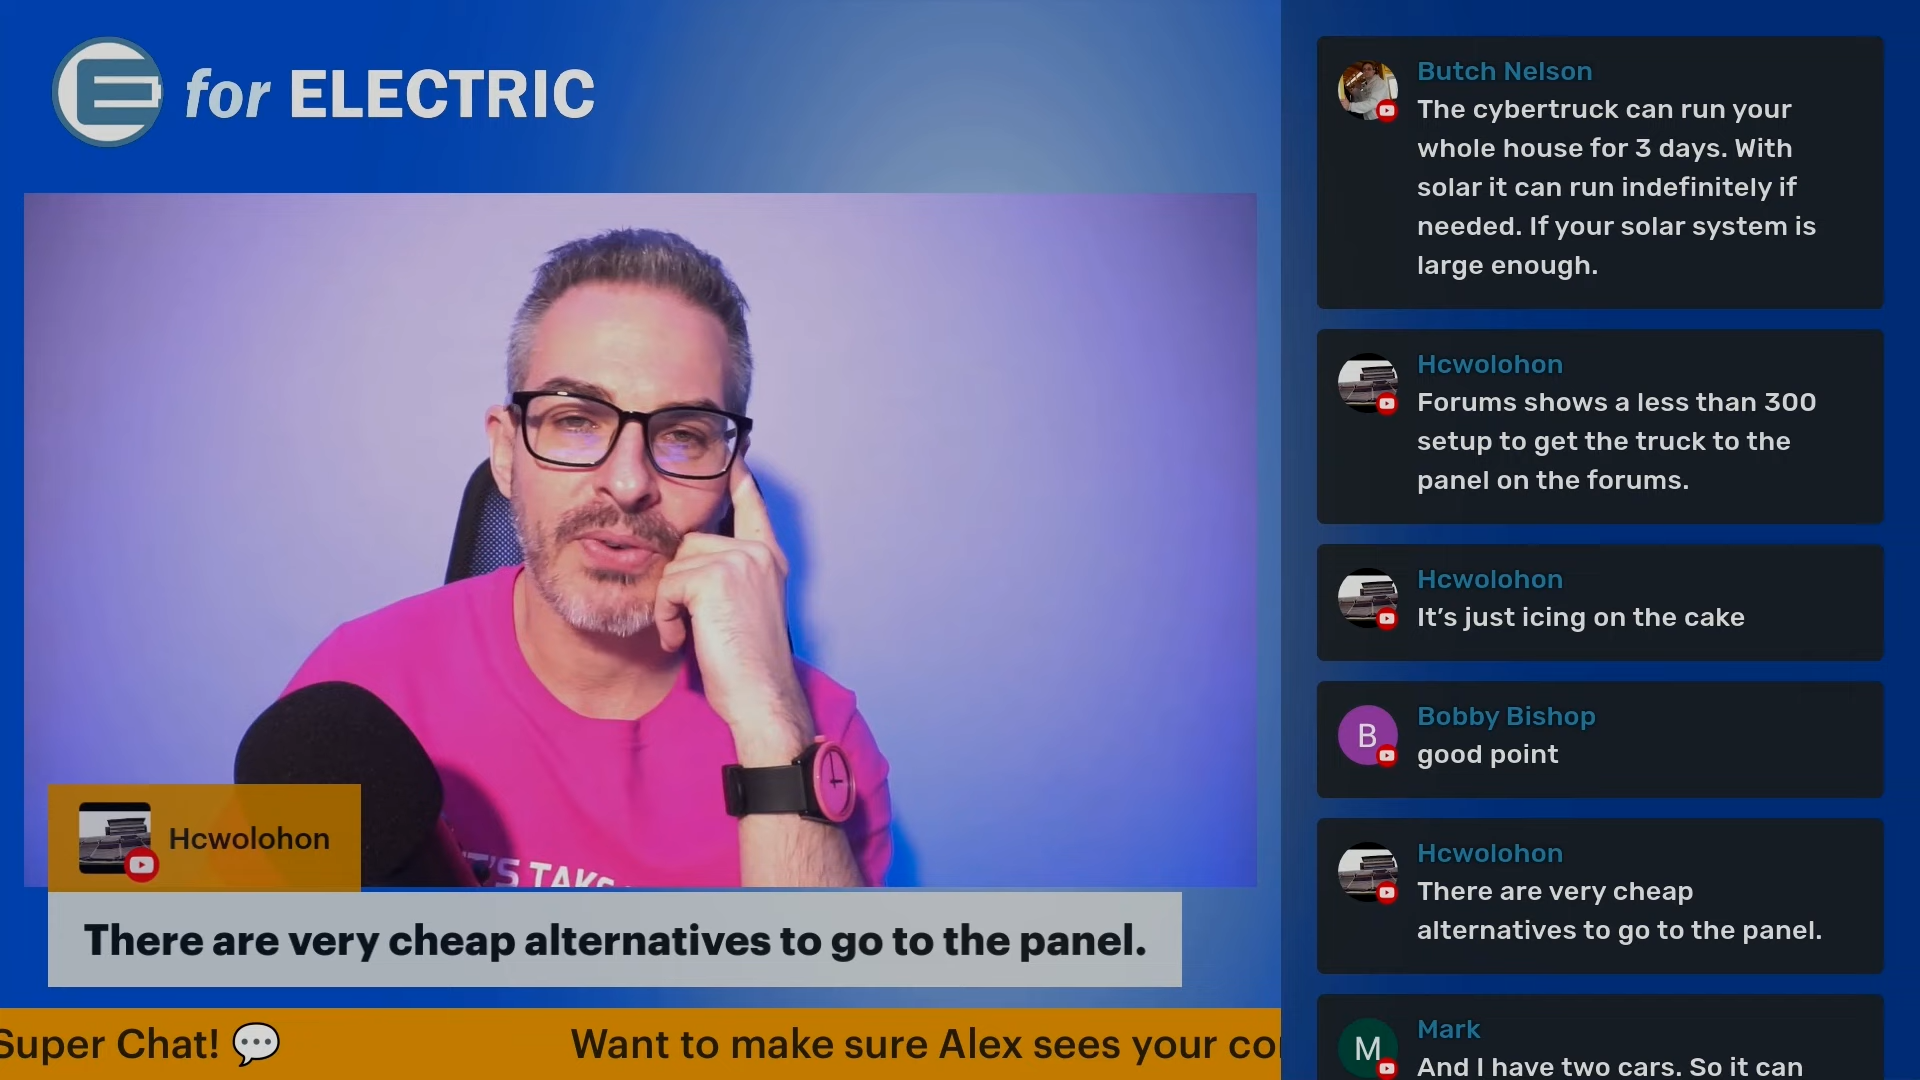 for ELECTRIC
Hcwolohon
There are very cheap alternatives to go to the panel.
Super Chat! 💬 Want to make sure Alex sees your co
Butch Nelson
The cybertruck can run your
whole house for 3 days. With
solar it can run indefinitely if
needed. If your solar system is
large enough.
Hcwolohon
Forums shows a less than 300
setup to get the truck to the
panel on the forums.
Hcwolohon
It’s just icing on the cake
B
Bobby Bishop
good point
Hcwolohon
There are very cheap
alternatives to go to the panel.
M
Mark
And I have two cars. So it can